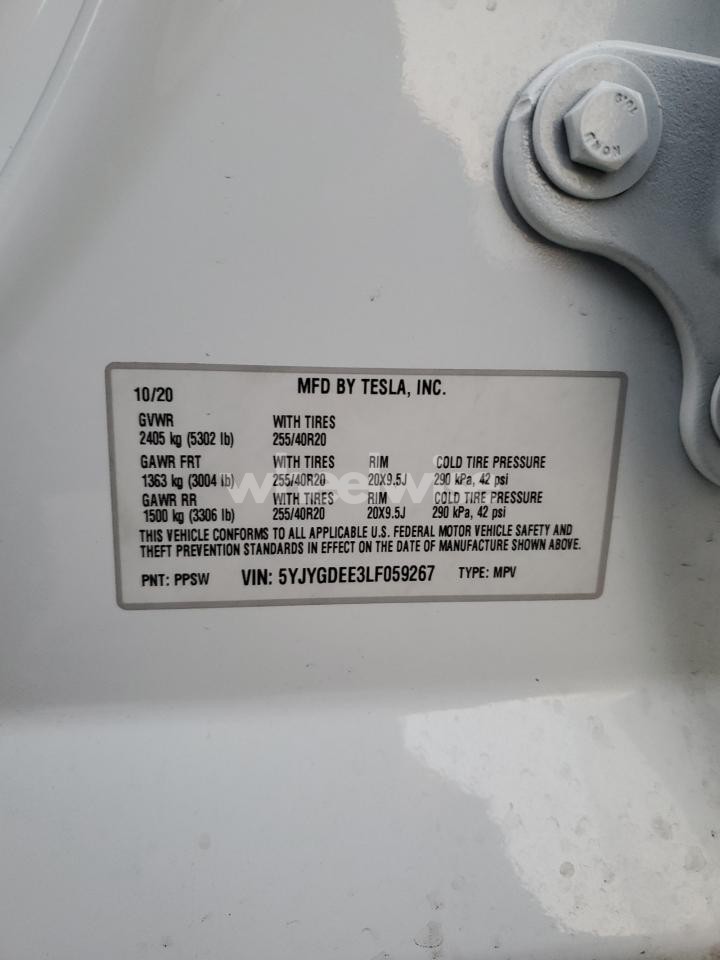 10/20 MFD BY TESLA, INC.
GVWR WITH TIRES
2405 kg (5302 lb) 255/40R20
GAWR FRT WITH TIRES RIM COLD TIRE PRESSURE
1363 kg (3004 lb) 255/40R20 20X9.5J 290 kPa, 42 psi
GAWR RR WITH TIRES RIM COLD TIRE PRESSURE
1500 kg (3306 lb) 255/40R20 20X9.5J 290 kPa, 42 psi
THIS VEHICLE CONFORMS TO ALL APPLICABLE U.S. FEDERAL MOTOR VEHICLE SAFETY AND
THEFT PREVENTION STANDARDS IN EFFECT ON THE DATE OF MANUFACTURE SHOWN ABOVE.
PNT: PPSW VIN: 5YJYGDEE3LF059267 TYPE: MPV